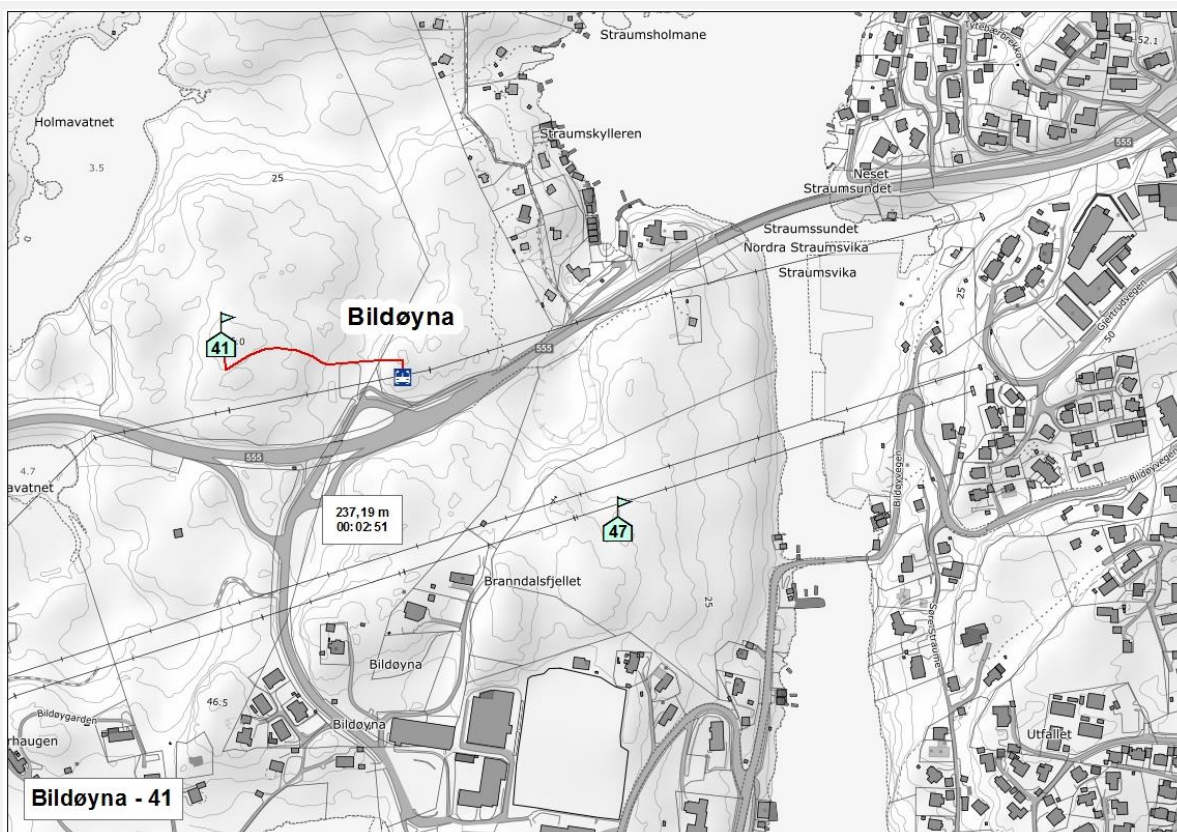 Straumsholmane
Tytebærbrekko
52.1
Holmavatnet
Straumskylleren
555
3.5
25
Neset
Straumsundet
Straumssundet
Nordra Straumsvika
Straumsvika
25
Bildøyna
41
555
Gjertrudvegen
50
555
4.7
avatnet
237,19 m
00:02:51
47
Bildøyvegen
Bildøyvegen
Branndalsfjellet
25
Søre Straume
Bildøyna
46.5
Bildøygarden
Bildøyna
rhaugen
Utfallet
Bildøyna - 41